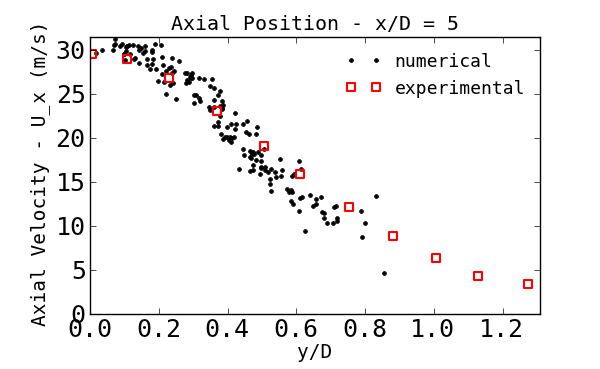 Axial Position - x/D = 5
Axial Velocity - U_x (m/s)
30
25
20
15
10
5
0
numerical
experimental
0.0 0.2 0.4 0.6 0.8 1.0 1.2
y/D